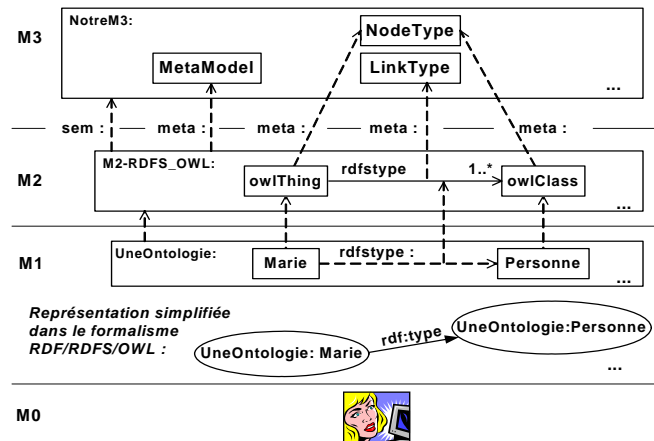 M3
NotreM3:
NodeType
MetaModel
LinkType
...
sem :
meta :
meta :
meta :
meta :
M2
M2-RDFS_OWL:
owlThing
rdfstype
1..*
owlClass
...
M1
UneOntologie:
Marie
rdfstype :
Personne
...
Représentation simplifiée
dans le formalisme
RDF/RDFS/OWL :
UneOntologie: Marie
rdf:type
UneOntologie:Personne
...
M0